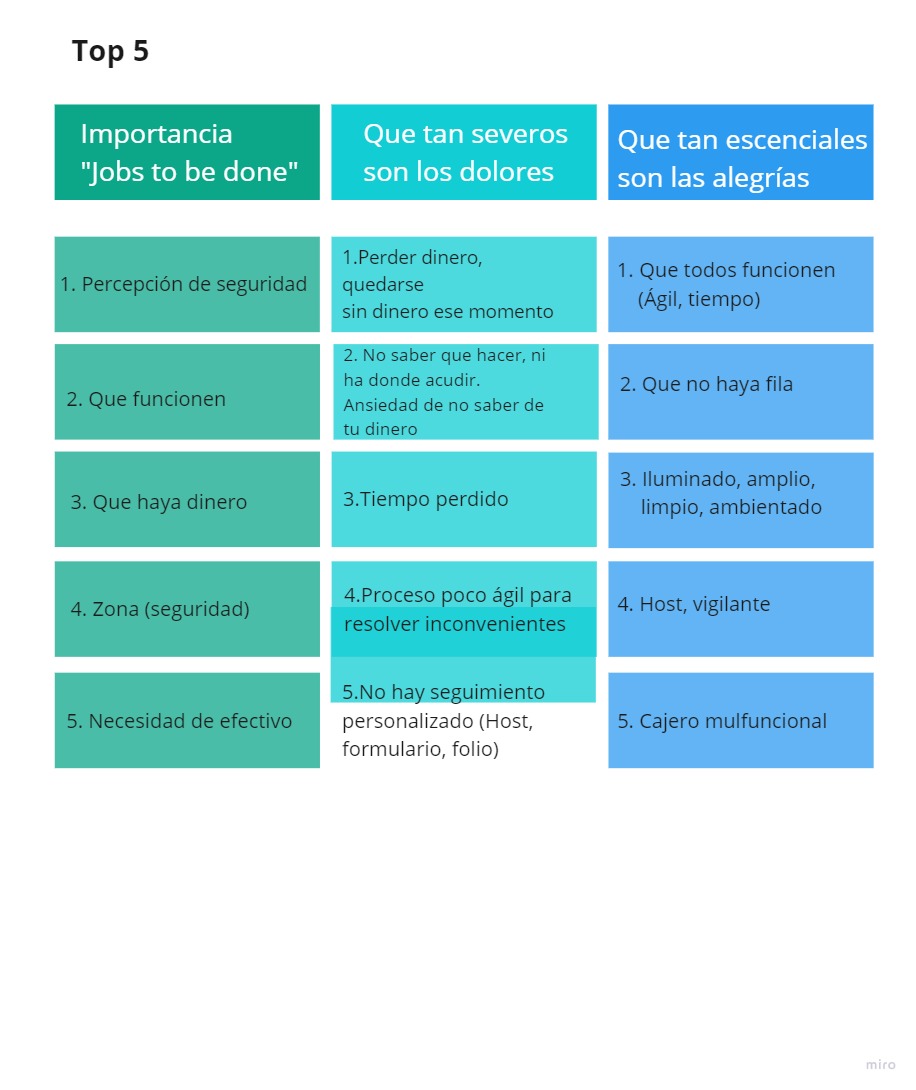 Top 5
Importancia
"Jobs to be done"
Que tan severos
son los dolores
Que tan escenciales
son las alegrías
1. Percepción de seguridad
1.Perder dinero,
quedarse
sin dinero ese momento
1. Que todos funcionen
(Ágil, tiempo)
2. Que funcionen
2. No saber que hacer, ni
ha donde acudir.
Ansiedad de no saber de
tu dinero
2. Que no haya fila
3. Que haya dinero
3.Tiempo perdido
3. Iluminado, amplio,
limpio, ambientado
4. Zona (seguridad)
4.Proceso poco ágil para
resolver inconvenientes
4. Host, vigilante
5. Necesidad de efectivo
5.No hay seguimiento
personalizado (Host,
formulario, folio)
5. Cajero mulfuncional
miro